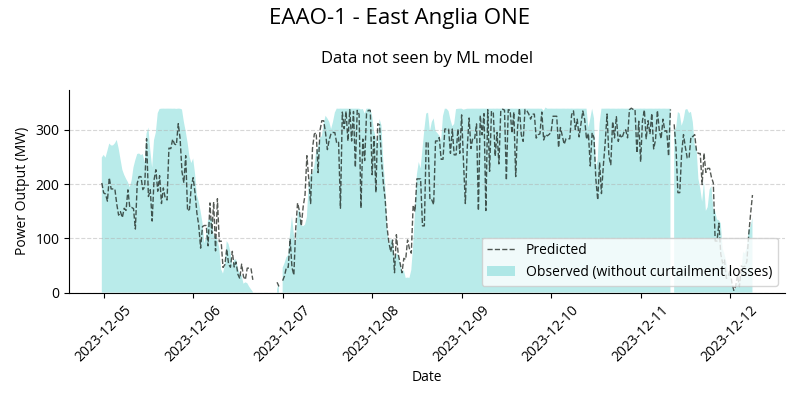 EAAO-1 - East Anglia ONE
Data not seen by ML model
Power Output (MW)
300
200
100
0
Predicted
Observed (without curtailment losses)
2023-12-05
2023-12-06
2023-12-07
2023-12-08
2023-12-09
2023-12-10
2023-12-11
2023-12-12
Date